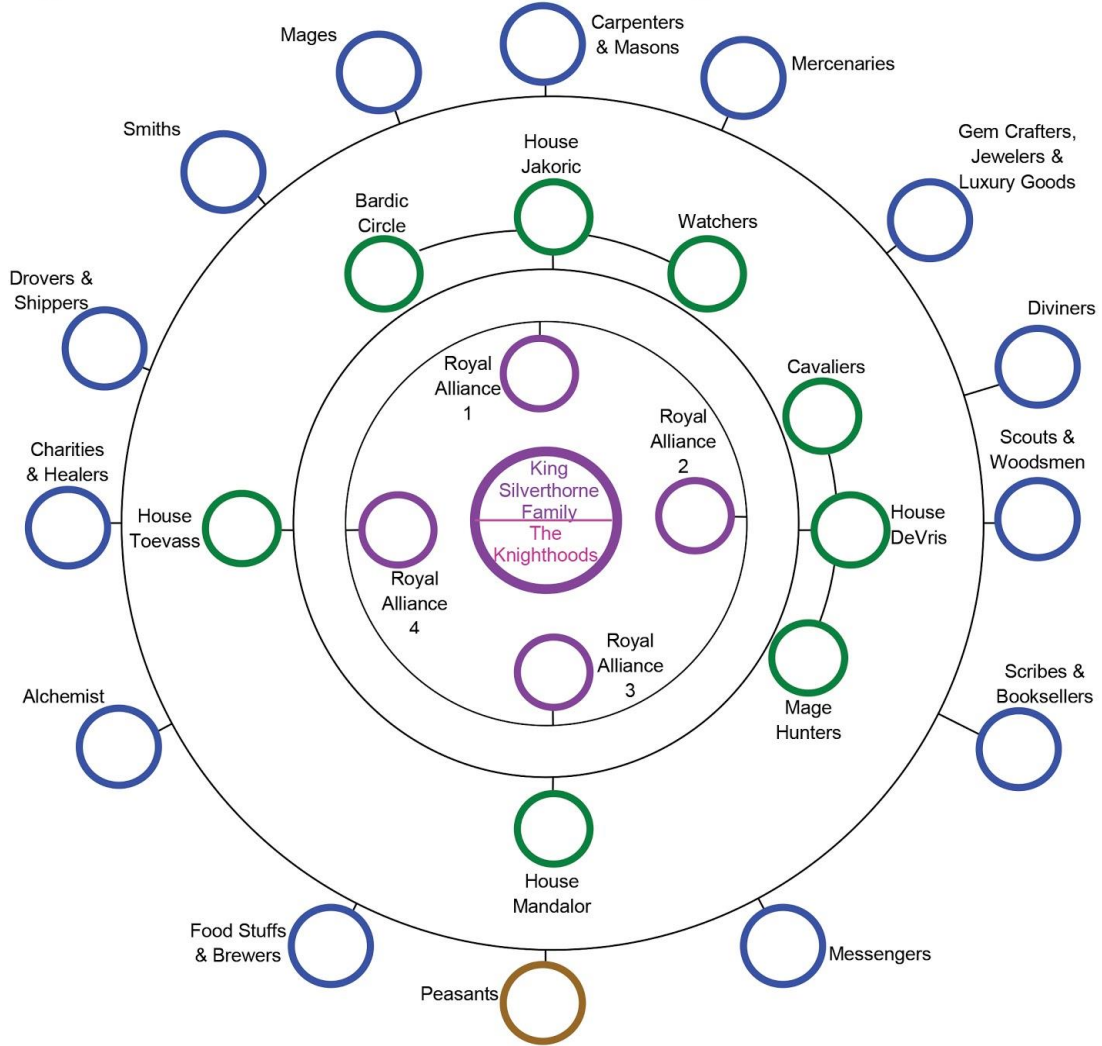 Carpenters
& Masons
Mages
Mercenaries
Smiths
Gem Crafters,
Jewelers &
Luxury Goods
House
Jakoric
Bardic
Circle
Watchers
Drovers &
Shippers
Diviners
Royal
Alliance
1
Cavaliers
Royal
Alliance
2
Charities
& Healers
Scouts &
Woodsmen
King
Silverthorne
Family
The
Knighthoods
House
Toevass
House
DeVris
Royal
Alliance
4
Royal
Alliance
3
Alchemist
Scribes &
Booksellers
Mage
Hunters
House
Mandalor
Food Stuffs
& Brewers
Messengers
Peasants